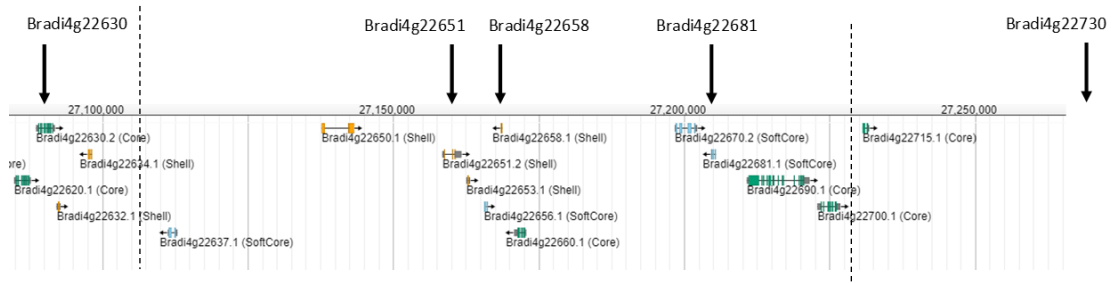 Bradi4g22630 Bradi4g22651 Bradi4g22658 Bradi4g22681 Bradi4g22730
27,100,000 27,150,000 27,200,000 27,250,000
Bradi4g22630.2 (Core) Bradi4g22650.1 (Shell) Bradi4g22658.1 (Shell) Bradi4g22670.2 (SoftCore) Bradi4g22715.1 (Core)
ore) Bradi4g22634.1 (Shell) Bradi4g22651.2 (Shell) Bradi4g22681.1 (SoftCore)
Bradi4g22620.1 (Core) Bradi4g22653.1 (Shell) Bradi4g22690.1 (Core)
Bradi4g22632.1 (Shell) Bradi4g22656.1 (SoftCore) Bradi4g22700.1 (Core)
Bradi4g22637.1 (SoftCore) Bradi4g22660.1 (Core)